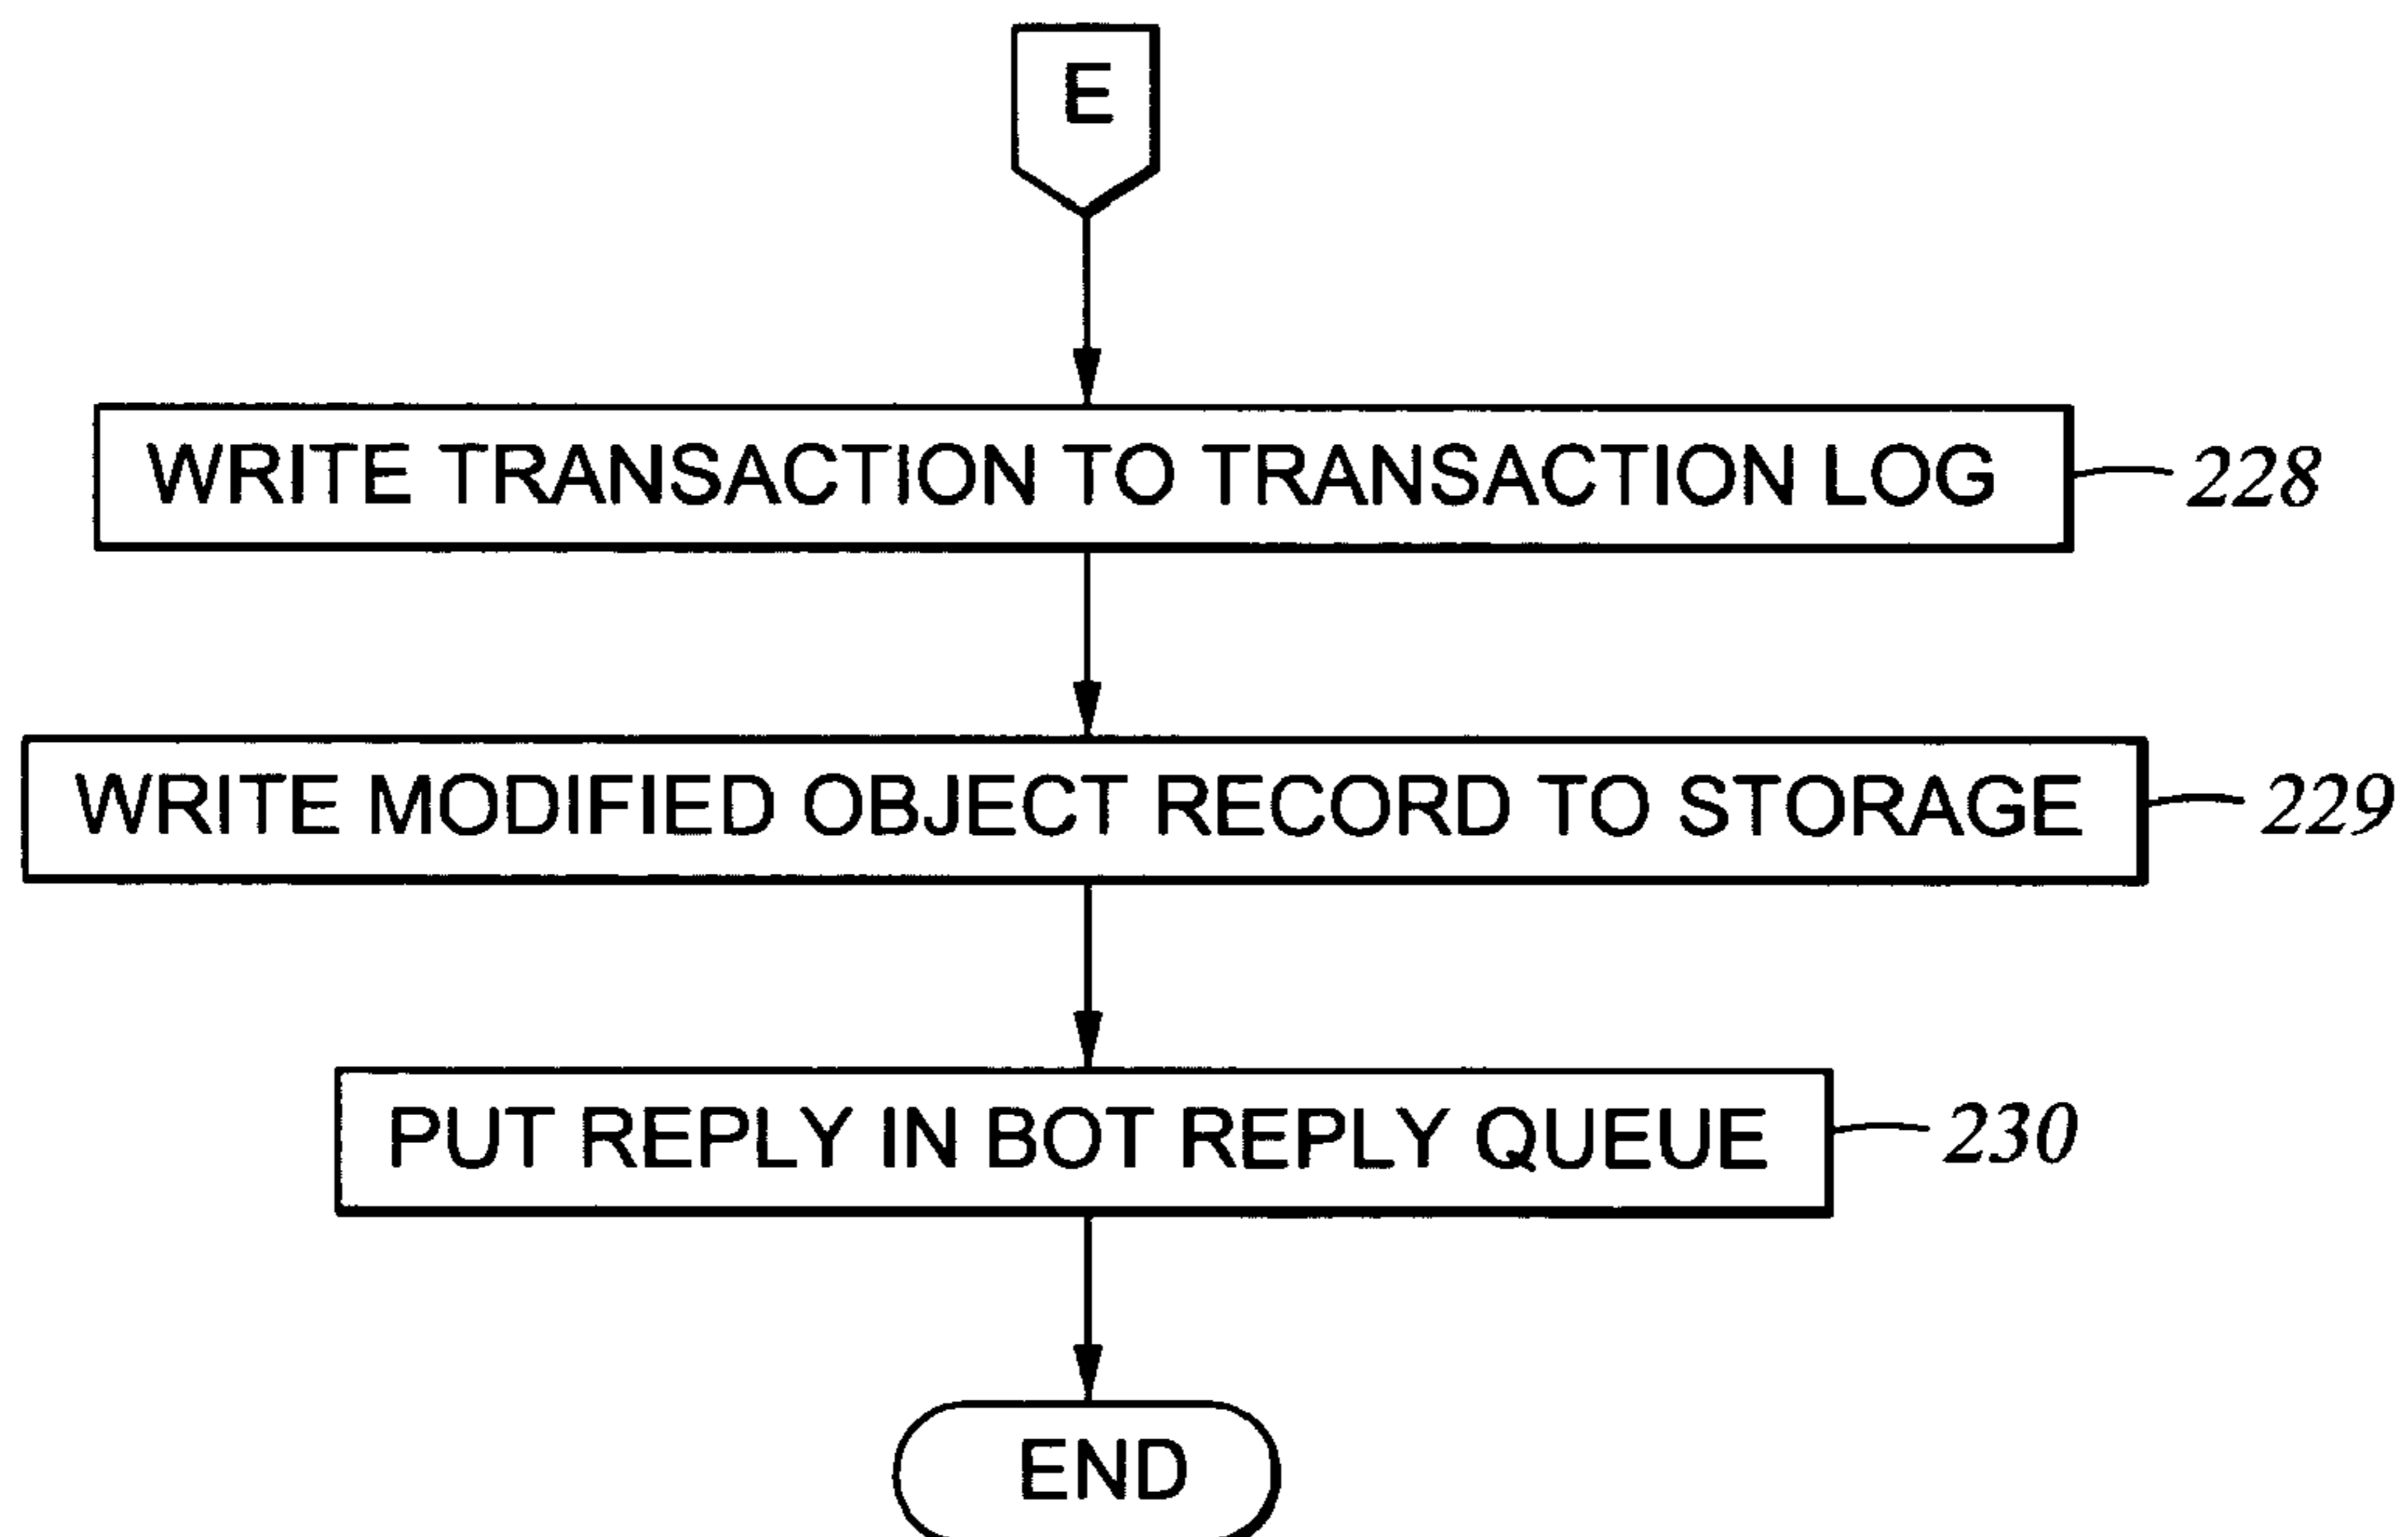 E
WRITE TRANSACTION TO TRANSACTION LOG 228
WRITE MODIFIED OBJECT RECORD TO STORAGE 229
PUT REPLY IN BOT REPLY QUEUE 230
END